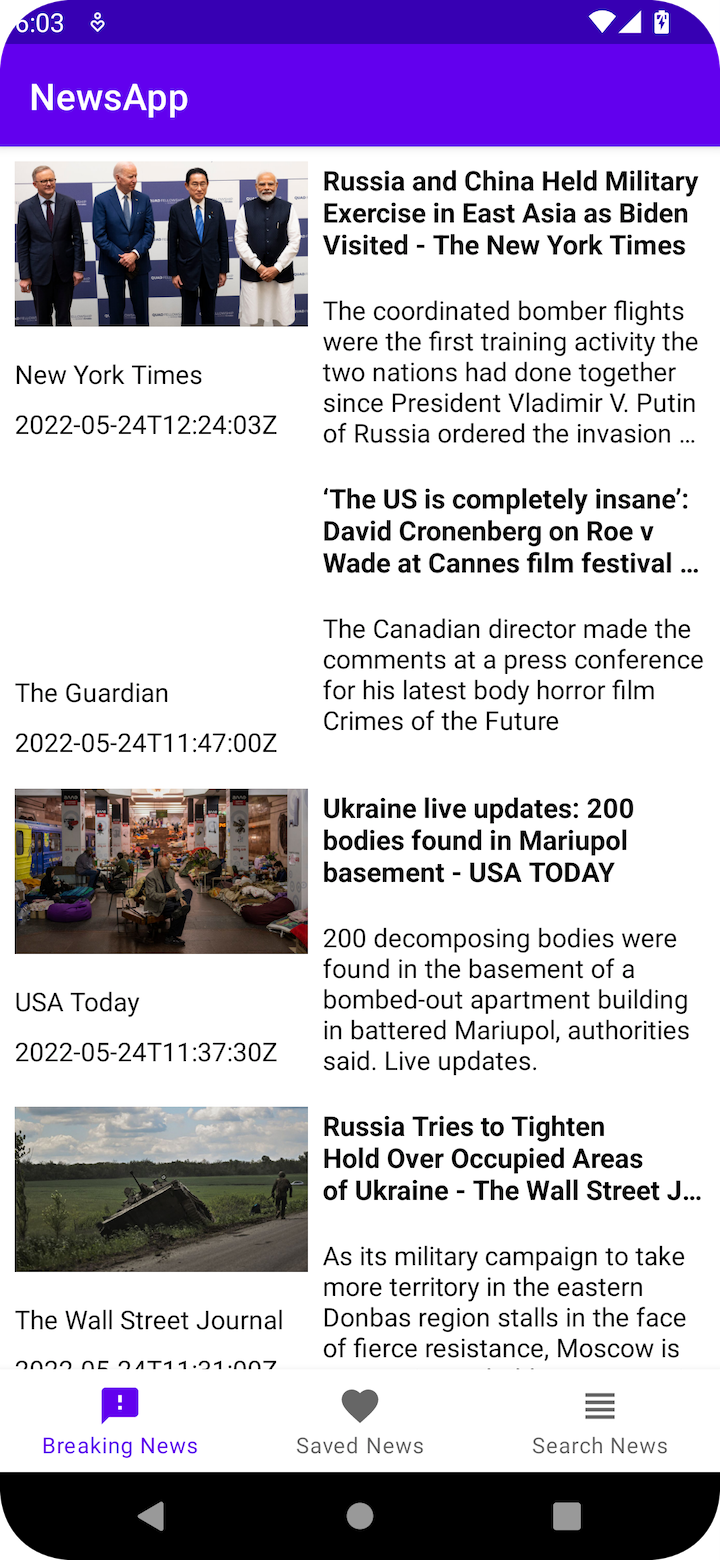 6:03
NewsApp
Russia and China Held Military
Exercise in East Asia as Biden
Visited - The New York Times
The coordinated bomber flights
were the first training activity the
two nations had done together
since President Vladimir V. Putin
of Russia ordered the invasion …
New York Times
2022-05-24T12:24:03Z
‘The US is completely insane’:
David Cronenberg on Roe v
Wade at Cannes film festival …
The Canadian director made the
comments at a press conference
for his latest body horror film
Crimes of the Future
The Guardian
2022-05-24T11:47:00Z
Ukraine live updates: 200
bodies found in Mariupol
basement - USA TODAY
200 decomposing bodies were
found in the basement of a
bombed-out apartment building
in battered Mariupol, authorities
said. Live updates.
USA Today
2022-05-24T11:37:30Z
Russia Tries to Tighten
Hold Over Occupied Areas
of Ukraine - The Wall Street J…
As its military campaign to take
more territory in the eastern
Donbas region stalls in the face
of fierce resistance, Moscow is
The Wall Street Journal
2022-05-24T11:31:00Z
Breaking News
Saved News
Search News